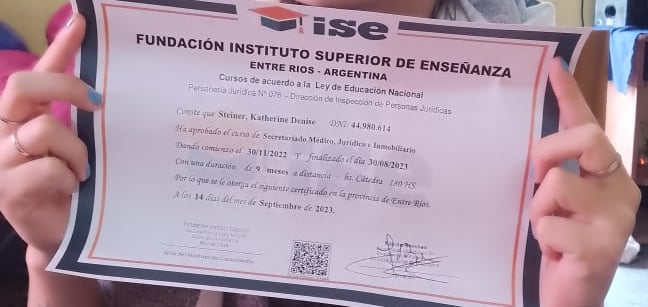 ise
FUNDACIÓN INSTITUTO SUPERIOR DE ENSEÑANZA
ENTRE RIOS - ARGENTINA
Cursos de acuerdo a la Ley de Educación Nacional
Personería Jurídica Nº 076 – Dirección de Inspección de Personas Jurídicas
Conste que Steiner, Katherine Denise DNI: 44.980.614
Ha aprobado el curso de Secretariado Médico, Jurídico e Inmobiliario
Dando comienzo el 30/11/2022 Y finalizado el día 30/08/2023
Con una duración de 9 meses a distancia - hs. Cátedra 180 HS.
Por lo que se le otorga el siguiente certificado en la provincia de Entre Ríos.
A los 14 días del mes de Septiembre de 2023.